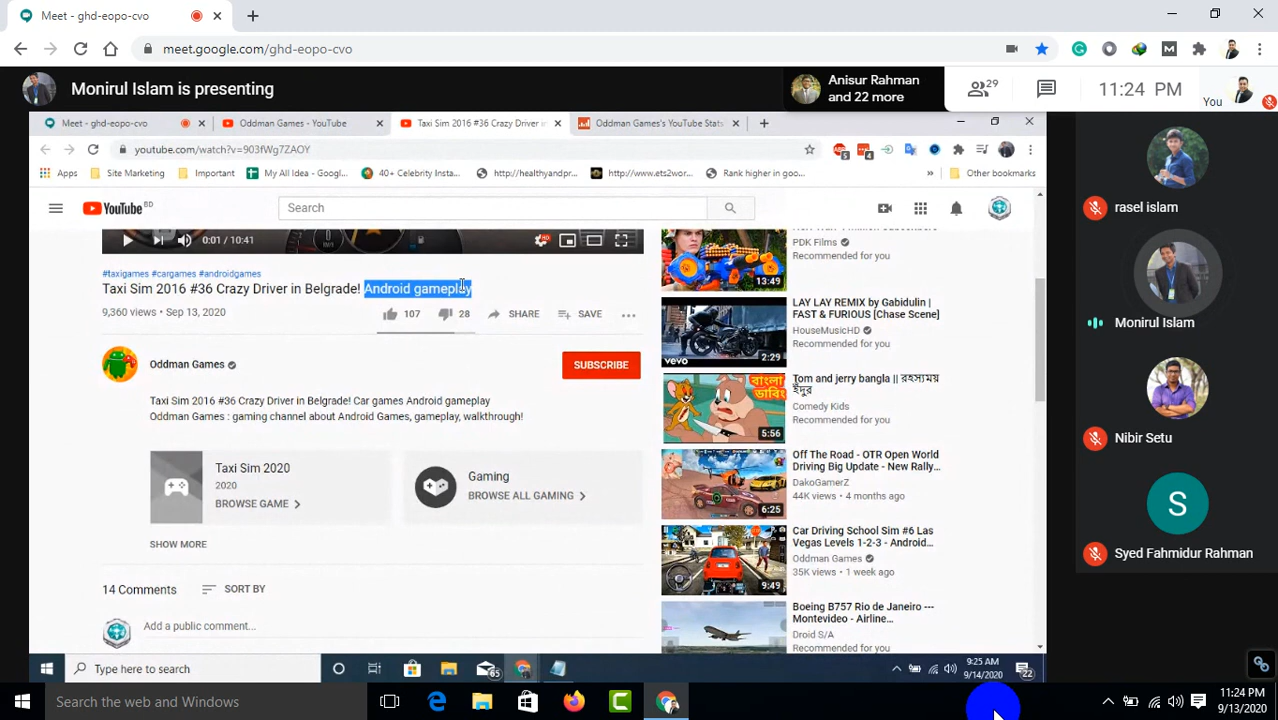 Meet - ghd-eopo-cvo
meet.google.com/ghd-eopo-cvo
Monirul Islam is presenting
Anisur Rahman
and 22 more
29
11:24 PM
You
Meet - ghd-eopo-cvo
Oddman Games - YouTube
Taxi Sim 2016 #36 Crazy Driver in
Oddman Games's YouTube Stats
youtube.com/watch?v=903fWg7ZAOY
Apps
Site Marketing
Important
My All Idea - Googl...
40+ Celebrity Insta...
http://healthyandpr...
http://www.ets2wor...
Rank higher in goo...
Other bookmarks
YouTube BD
Search
0:01 / 10:41
#taxigames #cargames #androidgames
Taxi Sim 2016 #36 Crazy Driver in Belgrade! Android gameplay
9,360 views • Sep 13, 2020
107
28
SHARE
SAVE
Oddman Games
SUBSCRIBE
Taxi Sim 2016 #36 Crazy Driver in Belgrade! Car games Android gameplay
Oddman Games : gaming channel about Android Games, gameplay, walkthrough!
Taxi Sim 2020
2020
BROWSE GAME
Gaming
BROWSE ALL GAMING
SHOW MORE
14 Comments
SORT BY
Add a public comment...
PDK Films
Recommended for you
13:49
LAY LAY REMIX by Gabidulin |
FAST & FURIOUS [Chase Scene]
HouseMusicHD
Recommended for you
vevo
2:29
Tom and jerry bangla || রহস্যময়
ইঁদুর
Comedy Kids
Recommended for you
বাংলা
ডাবিং
5:56
Off The Road - OTR Open World
Driving Big Update - New Rally...
DakoGamerZ
44K views • 4 months ago
6:25
Car Driving School Sim #6 Las
Vegas Levels 1-2-3 - Android...
Oddman Games
35K views • 1 week ago
9:49
Boeing B757 Rio de Janeiro ---
Montevideo - Airline...
Droid S/A
Recommended for you
rasel islam
Monirul Islam
Nibir Setu
S
Syed Fahmidur Rahman
Type here to search
65
9:25 AM
9/14/2020
22
Search the web and Windows
11:24 PM
9/13/2020